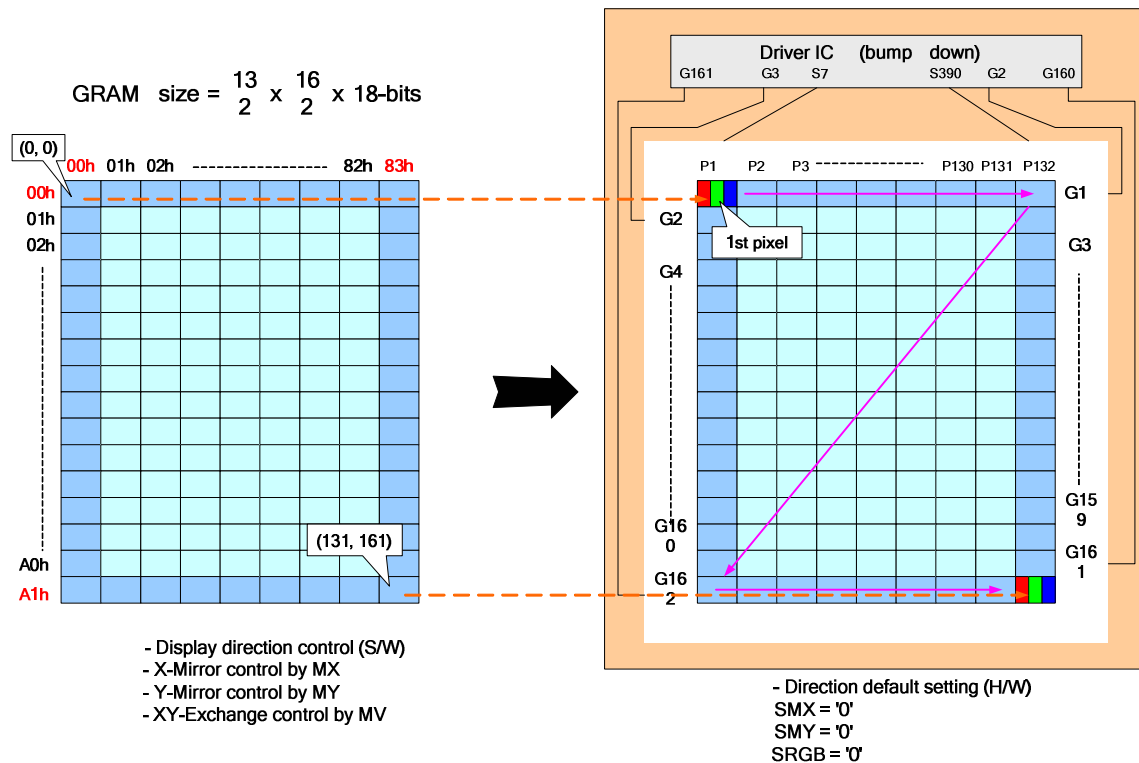 GRAM size = 13/2 x 16/2 x 18-bits
(0, 0)
00h 01h 02h 82h 83h
00h
01h
02h
A0h
A1h
(131, 161)
- Display direction control (S/W)
- X-Mirror control by MX
- Y-Mirror control by MY
- XY-Exchange control by MV
Driver IC (bump down)
G161 G3 S7 S390 G2 G160
P1 P2 P3 P130 P131 P132
G1
G2
1st pixel
G3
G4
G15
9
G16
0
G16
1
G16
2
- Direction default setting (H/W)
SMX = '0'
SMY = '0'
SRGB = '0'